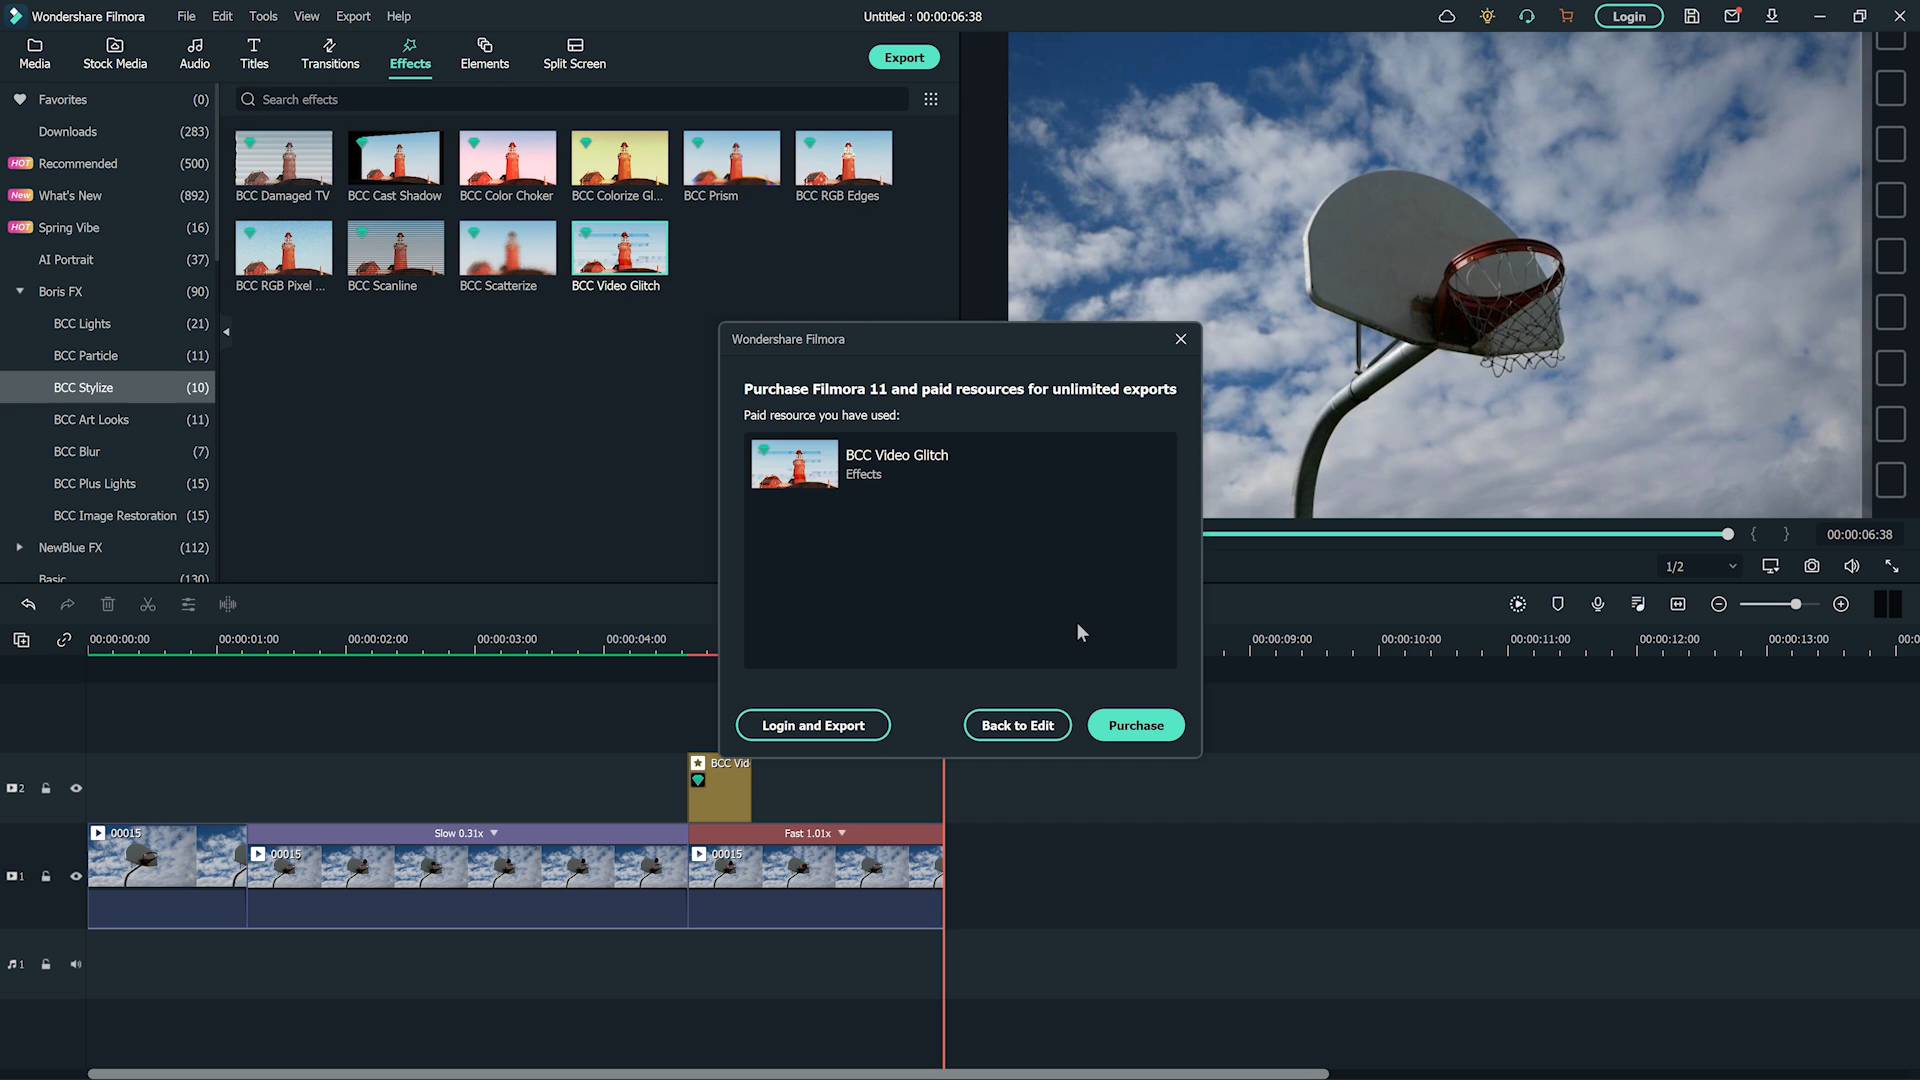 Wondershare Filmora File Edit Tools View Export Help Untitled : 00:00:06:38 Login
Media Stock Media Audio Titles Transitions Effects Elements Split Screen Export
Favorites (0)
Downloads (283)
HOT Recommended (500)
New What's New (892)
HOT Spring Vibe (16)
AI Portrait (37)
Boris FX (90)
BCC Lights (21)
BCC Particle (11)
BCC Stylize (10)
BCC Art Looks (11)
BCC Blur (7)
BCC Plus Lights (15)
BCC Image Restoration (15)
NewBlue FX (112)
Basic (130)
Search effects
BCC Damaged TV BCC Cast Shadow BCC Color Choker BCC Colorize Gl... BCC Prism BCC RGB Edges
BCC RGB Pixel ... BCC Scanline BCC Scatterize BCC Video Glitch
Wondershare Filmora
Purchase Filmora 11 and paid resources for unlimited exports
Paid resource you have used:
BCC Video Glitch
Effects
Login and Export Back to Edit Purchase
{ } 00:00:06:38
1/2
00:00:00:00 00:00:01:00 00:00:02:00 00:00:03:00 00:00:04:00 00:00:09:00 00:00:10:00 00:00:11:00 00:00:12:00 00:00:13:00 00:0
2 BCC Vid
00015 Slow 0.31x Fast 1.01x
1 00015 00015
1